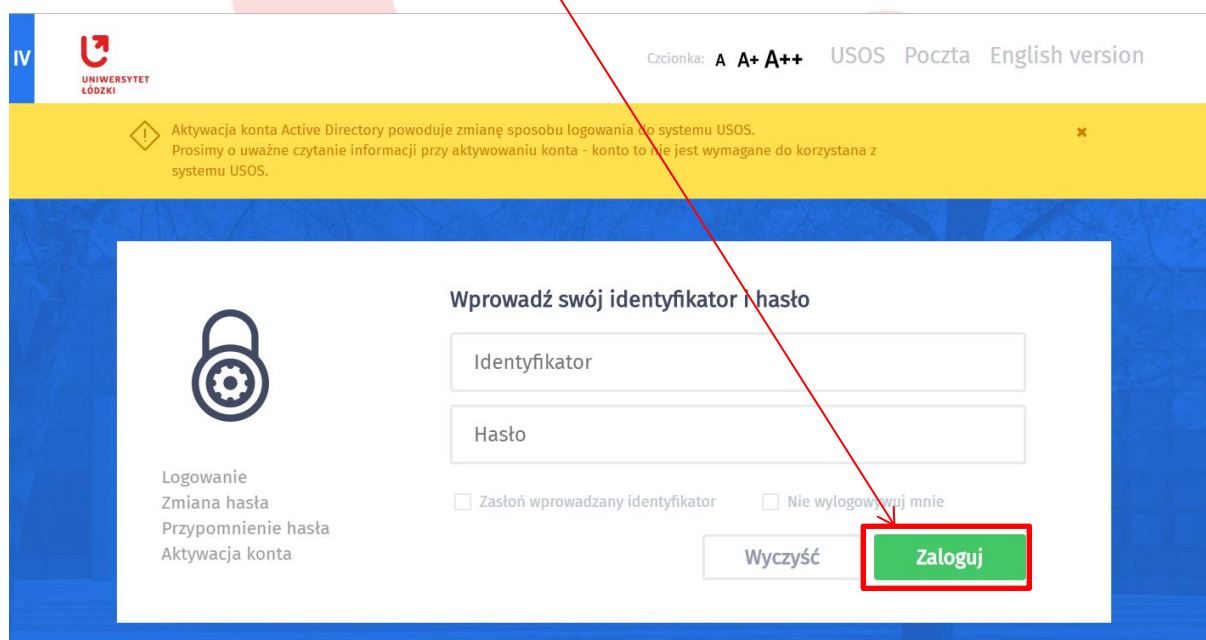 IV
UNIWERSYTET
ŁÓDZKI
Czcionka: A A+ A++ USOS Poczta English version
Aktywacja konta Active Directory powoduje zmianę sposobu logowania do systemu USOS.
Prosimy o uważne czytanie informacji przy aktywowaniu konta - konto to nie jest wymagane do korzystana z
systemu USOS.
Wprowadź swój identyfikator i hasło
Identyfikator
Hasło
Zasłoń wprowadzany identyfikator Nie wylogowywuj mnie
Wyczyść Zaloguj
Logowanie
Zmiana hasła
Przypomnienie hasła
Aktywacja konta